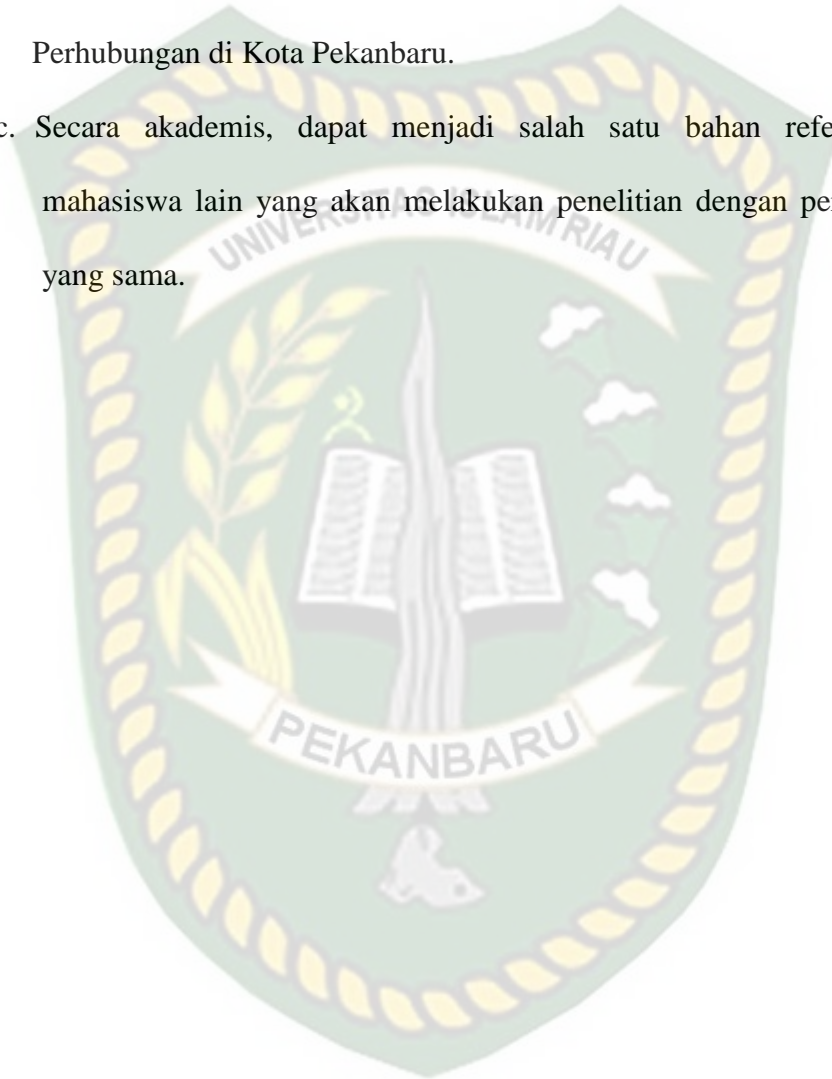 Perhubungan di Kota Pekanbaru.
c. Secara akademis, dapat menjadi salah satu bahan refe
mahasiswa lain yang akan melakukan penelitian dengan pe
yang sama.
UNIVERSITAS ISLAM RIAU
PEKANBARU